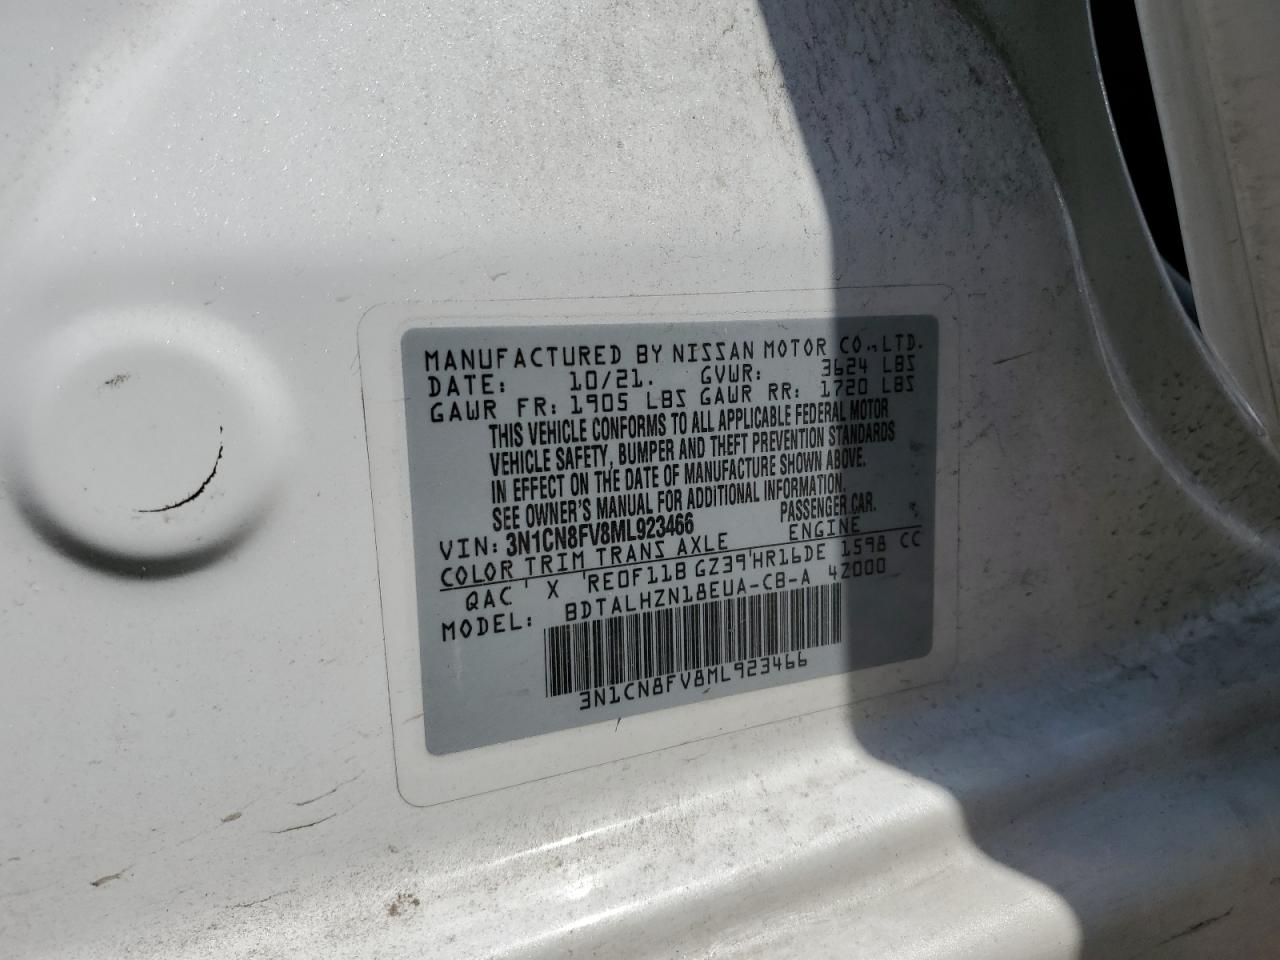 MANUFACTURED BY NISSAN MOTOR CO.,LTD.
DATE: 10/21. GVWR: 3624 LBS
GAWR FR: 1905 LBS GAWR RR: 1720 LBS
THIS VEHICLE CONFORMS TO ALL APPLICABLE FEDERAL MOTOR
VEHICLE SAFETY, BUMPER AND THEFT PREVENTION STANDARDS
IN EFFECT ON THE DATE OF MANUFACTURE SHOWN ABOVE.
SEE OWNER'S MANUAL FOR ADDITIONAL INFORMATION.
VIN: 3N1CN8FV8ML923466 PASSENGER CAR.
COLOR TRIM TRANS AXLE ENGINE
QAC ' X 'RE0F11B GZ39'HR16DE 1598 CC
MODEL: BDTALHZN18EUA-CB-A 42000
3N1CN8FV8ML923466